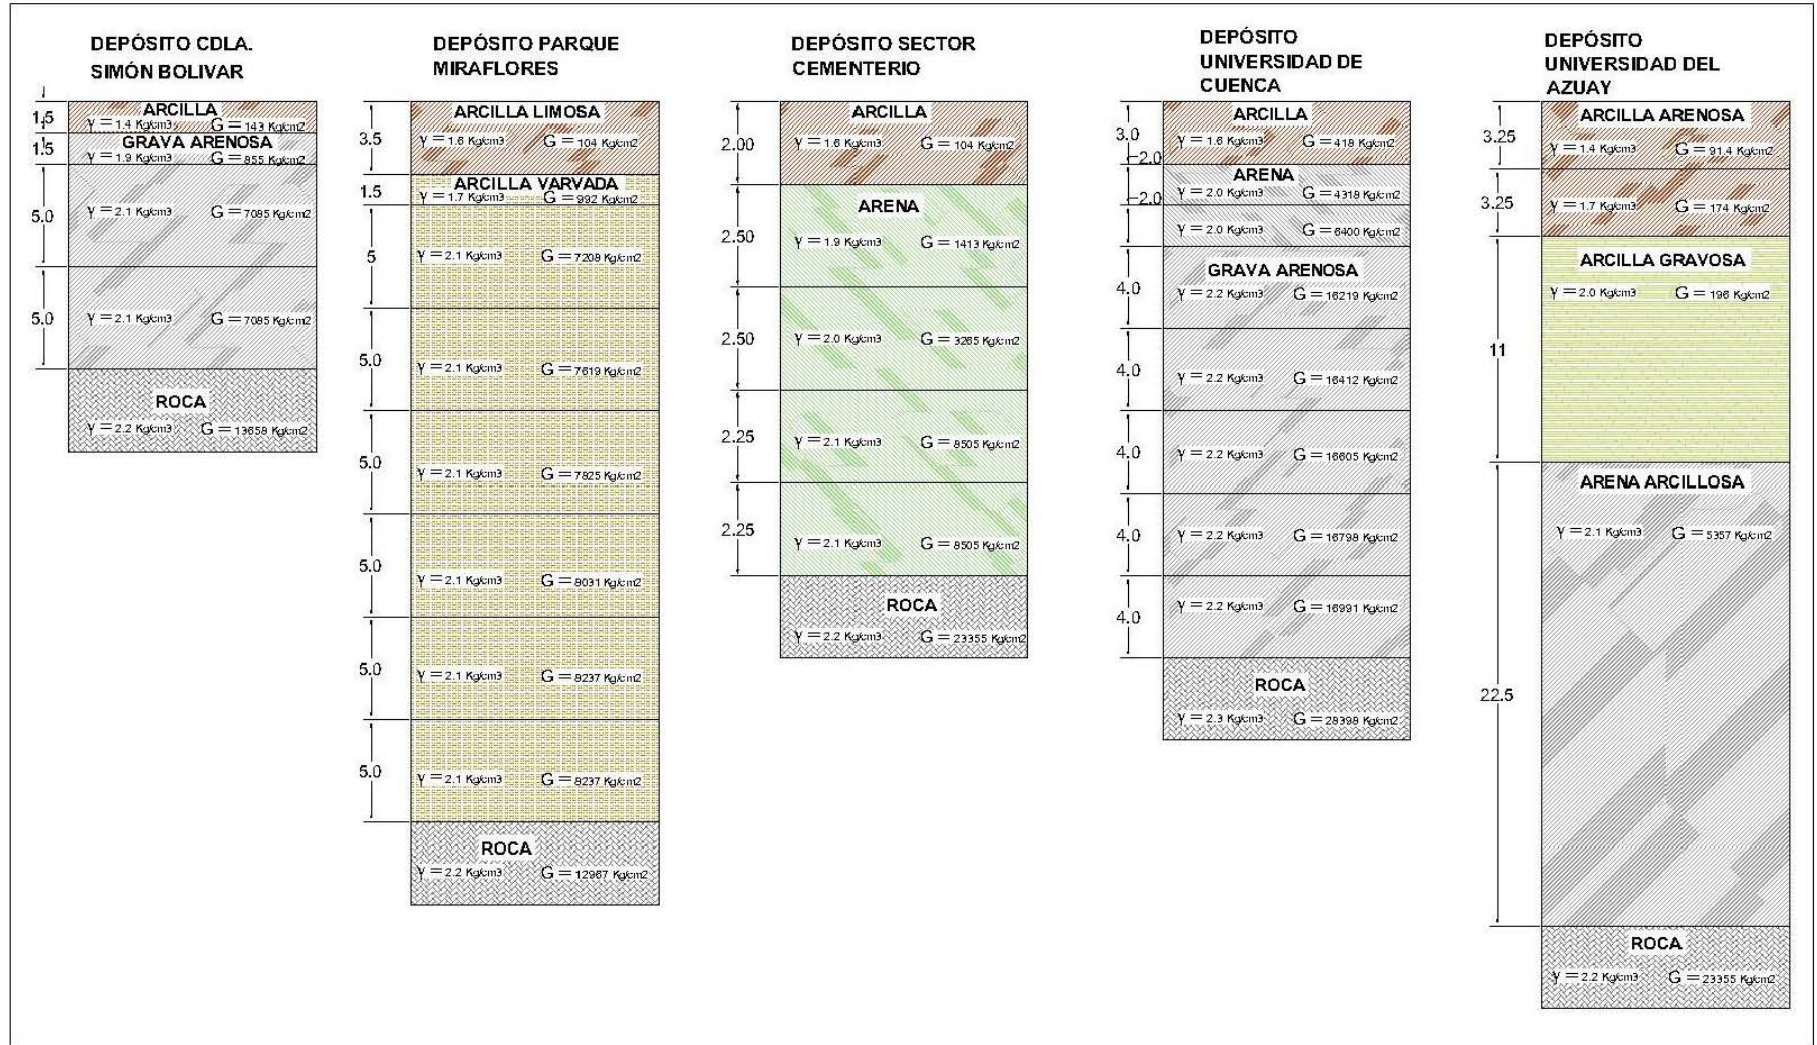 DEPÓSITO CDLA.
SIMÓN BOLIVAR
1.5
ARCILLA
γ = 1.4 Kg/cm3 G = 143 Kg/cm2
1.5
GRAVA ARENOSA
γ = 1.9 Kg/cm3 G = 855 Kg/cm2
5.0
γ = 2.1 Kg/cm3 G = 7085 Kg/cm2
5.0
γ = 2.1 Kg/cm3 G = 7085 Kg/cm2
ROCA
γ = 2.2 Kg/cm3 G = 13658 Kg/cm2
DEPÓSITO PARQUE
MIRAFLORES
3.5
ARCILLA LIMOSA
γ = 1.6 Kg/cm3 G = 104 Kg/cm2
1.5
ARCILLA VARVADA
γ = 1.7 Kg/cm3 G = 992 Kg/cm2
5
γ = 2.1 Kg/cm3 G = 7208 Kg/cm2
5.0
γ = 2.1 Kg/cm3 G = 7619 Kg/cm2
5.0
γ = 2.1 Kg/cm3 G = 7825 Kg/cm2
5.0
γ = 2.1 Kg/cm3 G = 8031 Kg/cm2
5.0
γ = 2.1 Kg/cm3 G = 8237 Kg/cm2
5.0
γ = 2.1 Kg/cm3 G = 8237 Kg/cm2
ROCA
γ = 2.2 Kg/cm3 G = 12967 Kg/cm2
DEPÓSITO SECTOR
CEMENTERIO
2.00
ARCILLA
γ = 1.6 Kg/cm3 G = 104 Kg/cm2
2.50
ARENA
γ = 1.9 Kg/cm3 G = 1413 Kg/cm2
2.50
γ = 2.0 Kg/cm3 G = 3265 Kg/cm2
2.25
γ = 2.1 Kg/cm3 G = 8505 Kg/cm2
2.25
γ = 2.1 Kg/cm3 G = 8505 Kg/cm2
ROCA
γ = 2.2 Kg/cm3 G = 23355 Kg/cm2
DEPÓSITO
UNIVERSIDAD DE
CUENCA
3.0
ARCILLA
γ = 1.6 Kg/cm3 G = 418 Kg/cm2
2.0
ARENA
γ = 2.0 Kg/cm3 G = 4318 Kg/cm2
2.0
γ = 2.0 Kg/cm3 G = 6400 Kg/cm2
4.0
GRAVA ARENOSA
γ = 2.2 Kg/cm3 G = 16219 Kg/cm2
4.0
γ = 2.2 Kg/cm3 G = 16412 Kg/cm2
4.0
γ = 2.2 Kg/cm3 G = 16605 Kg/cm2
4.0
γ = 2.2 Kg/cm3 G = 16798 Kg/cm2
4.0
γ = 2.2 Kg/cm3 G = 16991 Kg/cm2
ROCA
γ = 2.3 Kg/cm3 G = 28398 Kg/cm2
DEPÓSITO
UNIVERSIDAD DEL
AZUAY
3.25
ARCILLA ARENOSA
γ = 1.4 Kg/cm3 G = 91.4 Kg/cm2
3.25
γ = 1.7 Kg/cm3 G = 174 Kg/cm2
11
ARCILLA GRAVOSA
γ = 2.0 Kg/cm3 G = 196 Kg/cm2
22.5
ARENA ARCILLOSA
γ = 2.1 Kg/cm3 G = 5357 Kg/cm2
ROCA
γ = 2.2 Kg/cm3 G = 23355 Kg/cm2